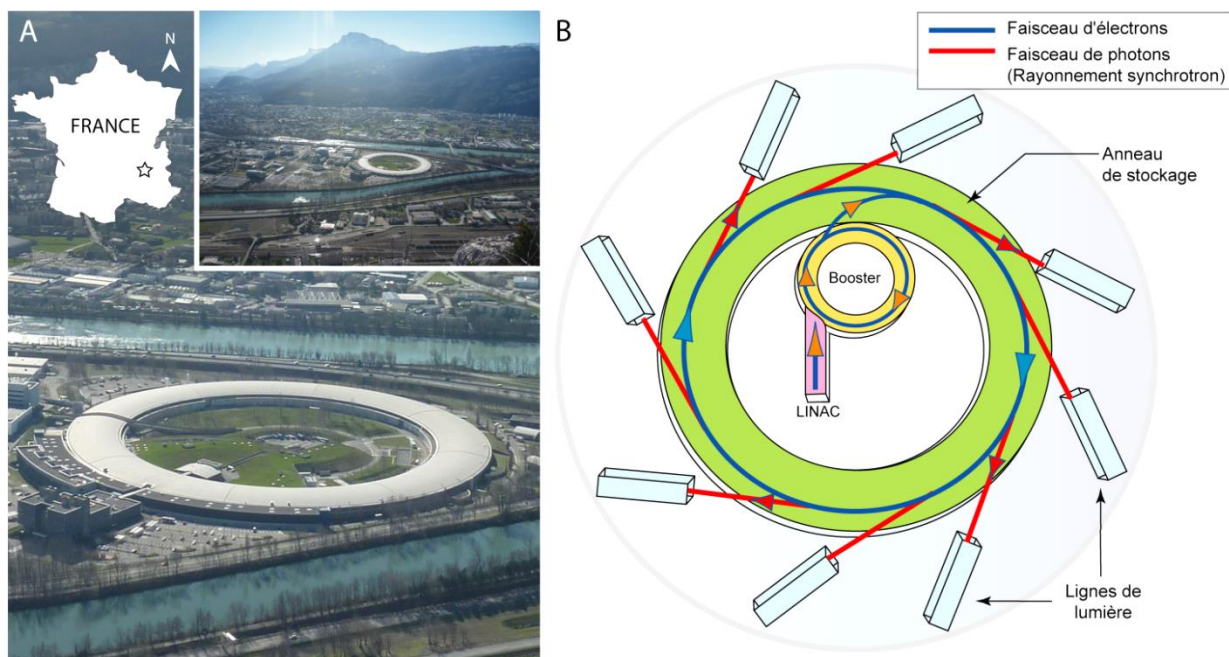 A
N
FRANCE
B
Faisceau d'électrons
Faisceau de photons
(Rayonnement synchrotron)
Anneau
de stockage
Booster
LINAC
Lignes de
lumière